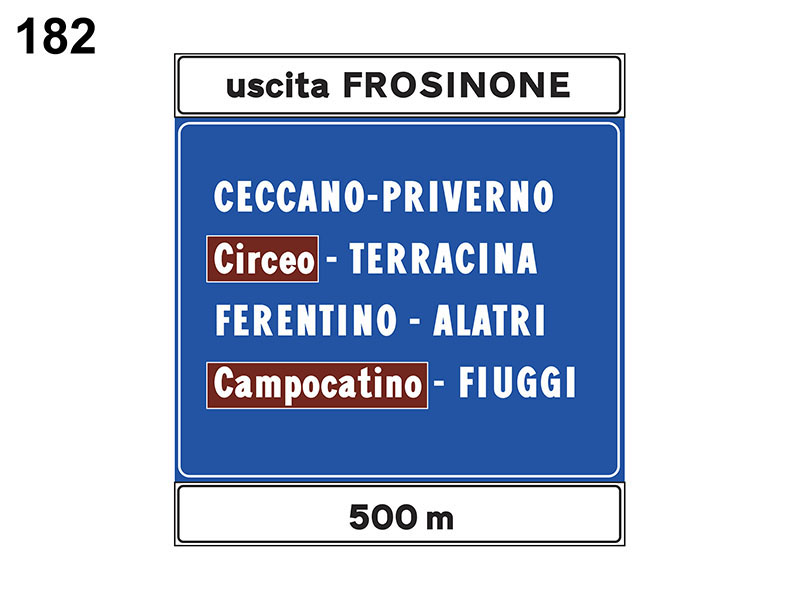 182
uscita FROSINONE
CECCANO-PRIVERNO
Circeo - TERRACINA
FERENTINO - ALATRI
Campocatino - FIUGGI
500 m